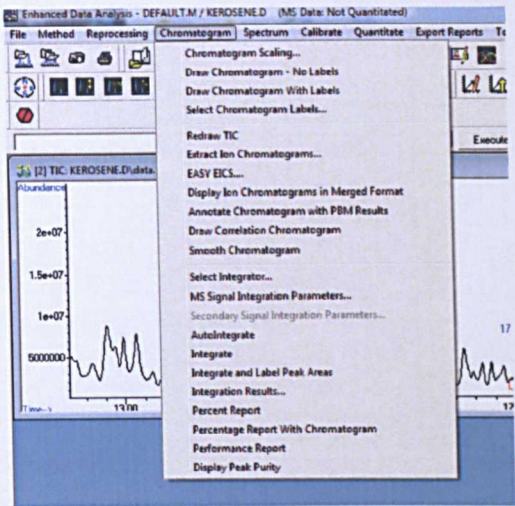 Enhanced Data Analysis - DEFAULT.M / KEROSENE.D (MS Data: Not Quantitated)
File Method Reprocessing Chromatogram Spectrum Calibrate Quantitate Export Reports
Chromatogram Scaling...
Draw Chromatogram - No Labels
Draw Chromatogram With Labels
Select Chromatogram Labels...
Redraw TIC
Extract Ion Chromatograms...
EASY EICS....
Display Ion Chromatograms in Merged Format
Annotate Chromatogram with PBM Results
Draw Correlation Chromatogram
Smooth Chromatogram
Select Integrator...
MS Signal Integration Parameters...
Secondary Signal Integration Parameters...
AutoIntegrate
Integrate
Integrate and Label Peak Areas
Integration Results...
Percent Report
Percentage Report With Chromatogram
Performance Report
Display Peak Purity
Execute
[2] TIC: KEROSENE.D\data.
Abundance
2e+07
1.5e+07
1e+07
5000000
Time-->
13.00
17
17